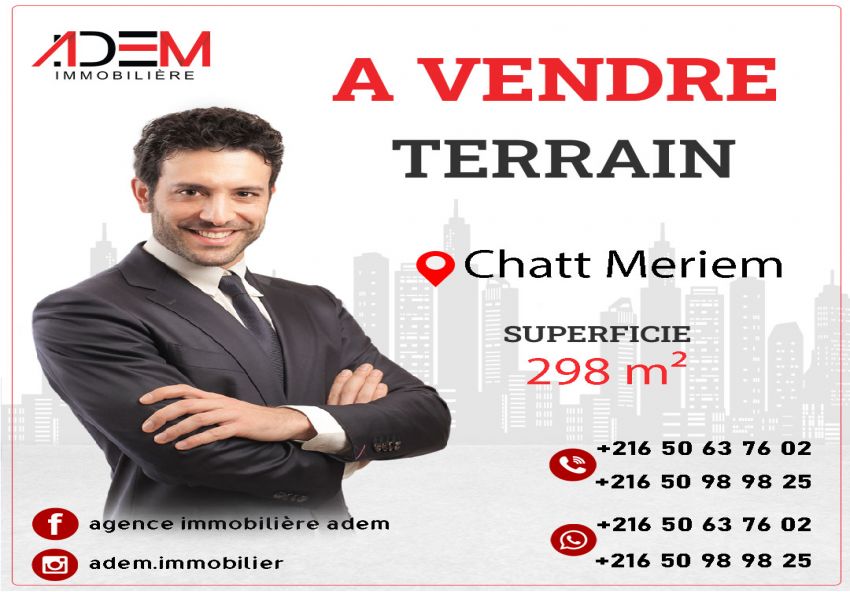 ADEM
IMMOBILIÈRE
A VENDRE
TERRAIN
Chatt Meriem
SUPERFICIE
298 m²
+216 50 63 76 02
+216 50 98 98 25
+216 50 63 76 02
+216 50 98 98 25
f agence immobilière adem
adem.immobilier